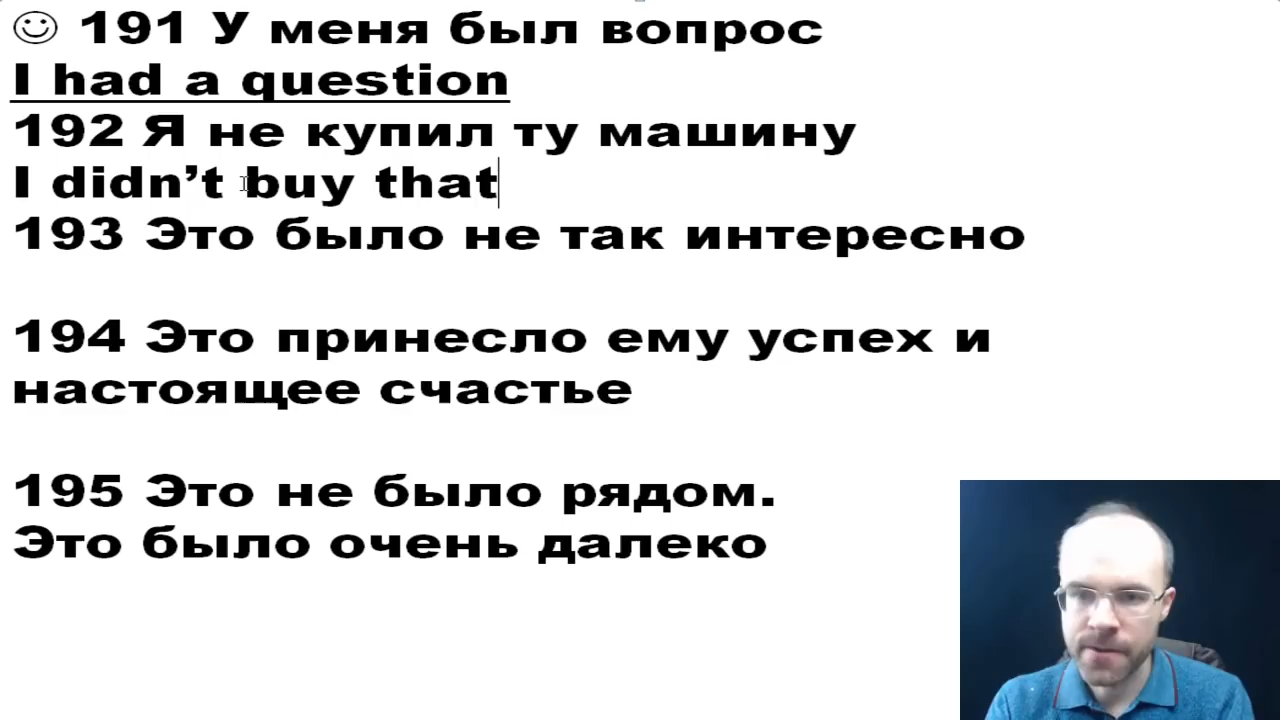 ☺ 191 У меня был вопрос
I had a question
192 Я не купил ту машину
I didn’t buy that
193 Это было не так интересно
194 Это принесло ему успех и
настоящее счастье
195 Это не было рядом.
Это было очень далеко